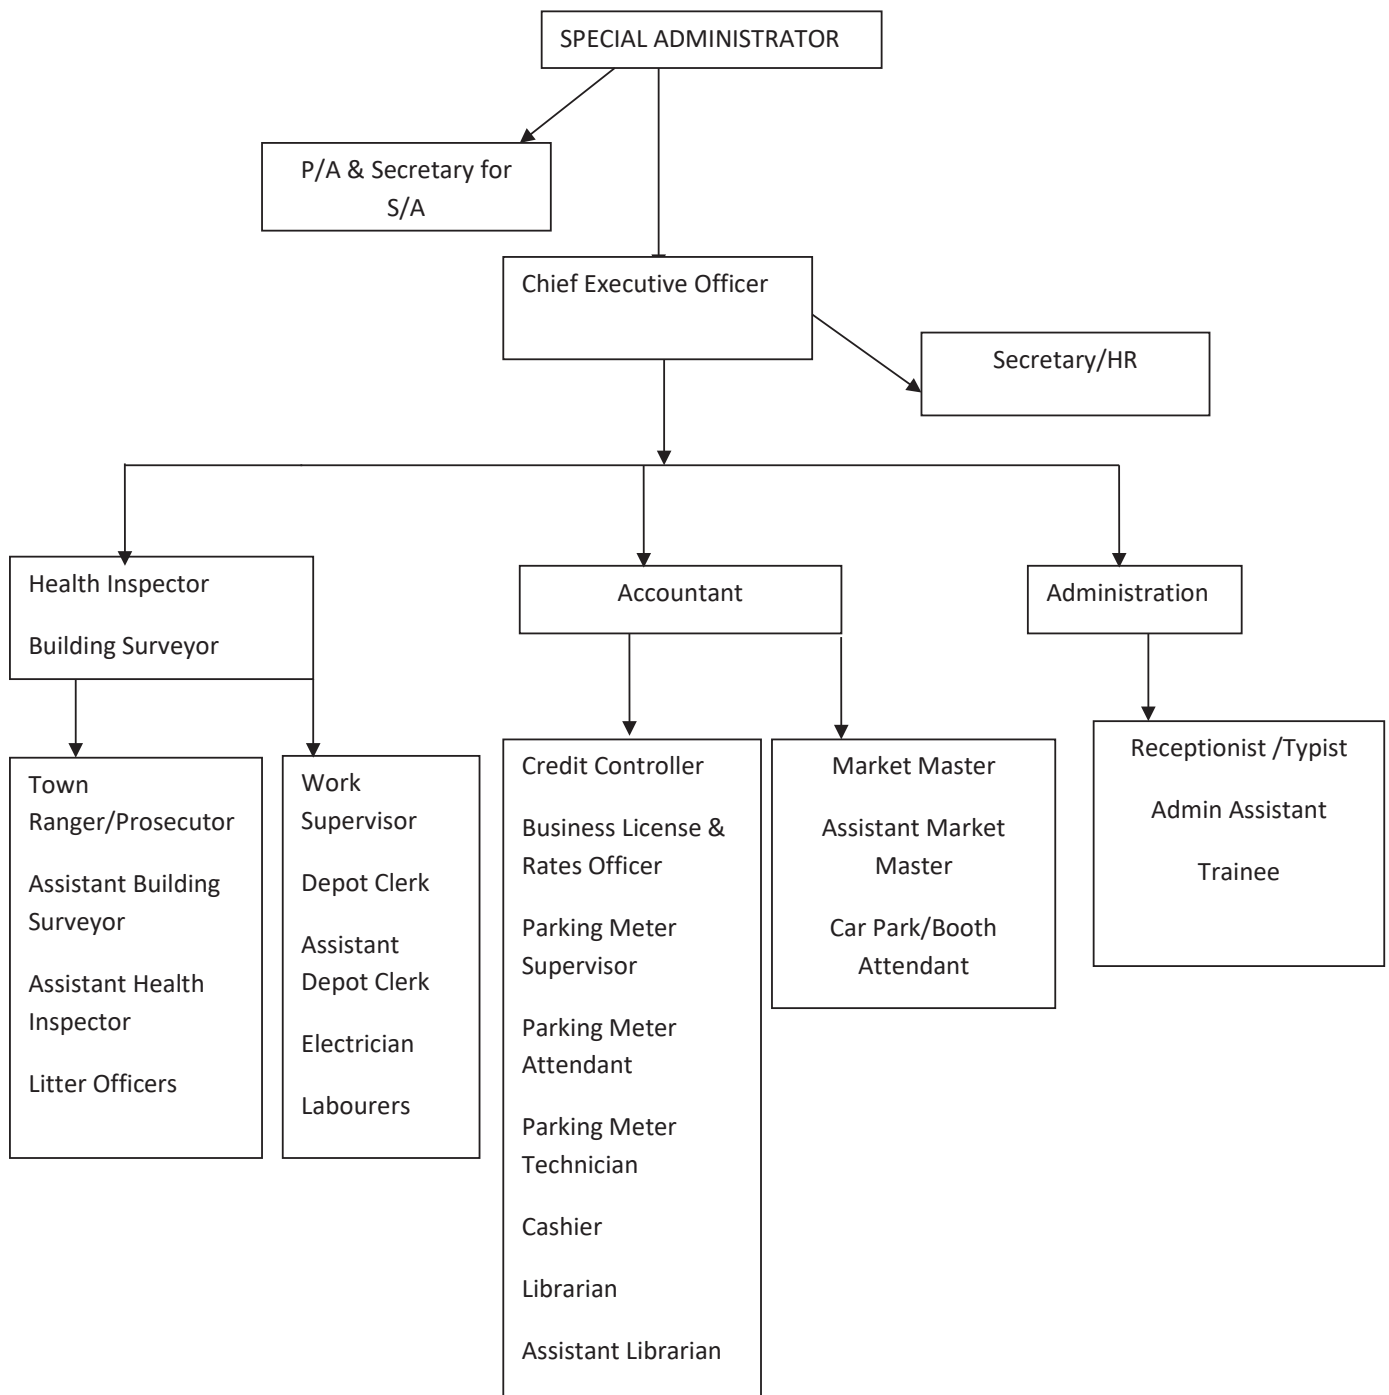 SPECIAL ADMINISTRATOR
P/A & Secretary for
S/A
Chief Executive Officer
Secretary/HR
Health Inspector
Building Surveyor
Accountant
Administration
Town
Ranger/Prosecutor
Assistant Building
Surveyor
Assistant Health
Inspector
Litter Officers
Work
Supervisor
Depot Clerk
Assistant
Depot Clerk
Electrician
Labourers
Credit Controller
Business License &
Rates Officer
Parking Meter
Supervisor
Parking Meter
Attendant
Parking Meter
Technician
Cashier
Librarian
Assistant Librarian
Market Master
Assistant Market
Master
Car Park/Booth
Attendant
Receptionist /Typist
Admin Assistant
Trainee